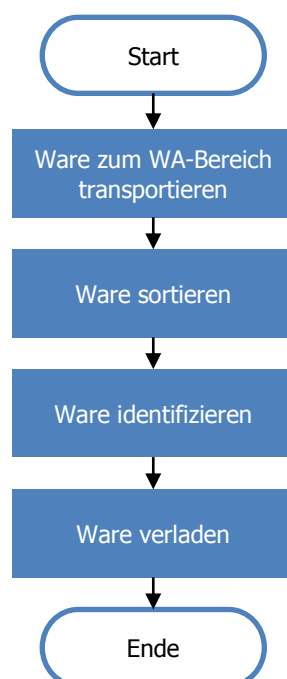 Start
Ware zum WA-Bereich
transportieren
Ware sortieren
Ware identifizieren
Ware verladen
Ende